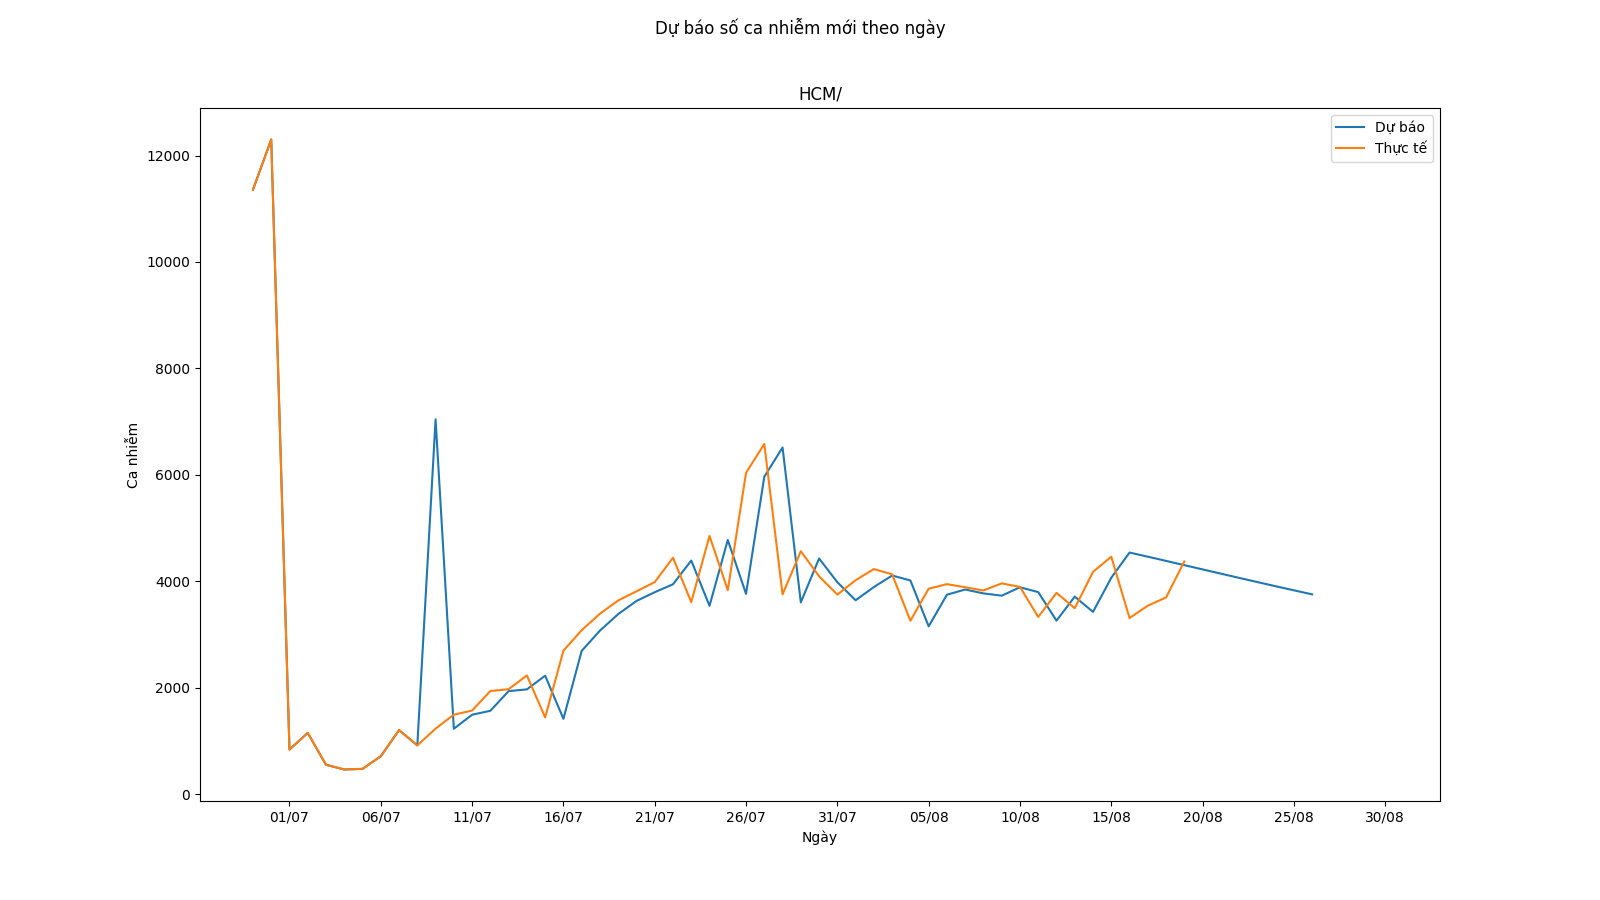 Dự báo số ca nhiễm mới theo ngày
HCM/
Dự báo
Thực tế
12000
10000
8000
6000
4000
2000
0
Ca nhiễm
01/07 06/07 11/07 16/07 21/07 26/07 31/07 05/08 10/08 15/08 20/08 25/08 30/08
Ngày